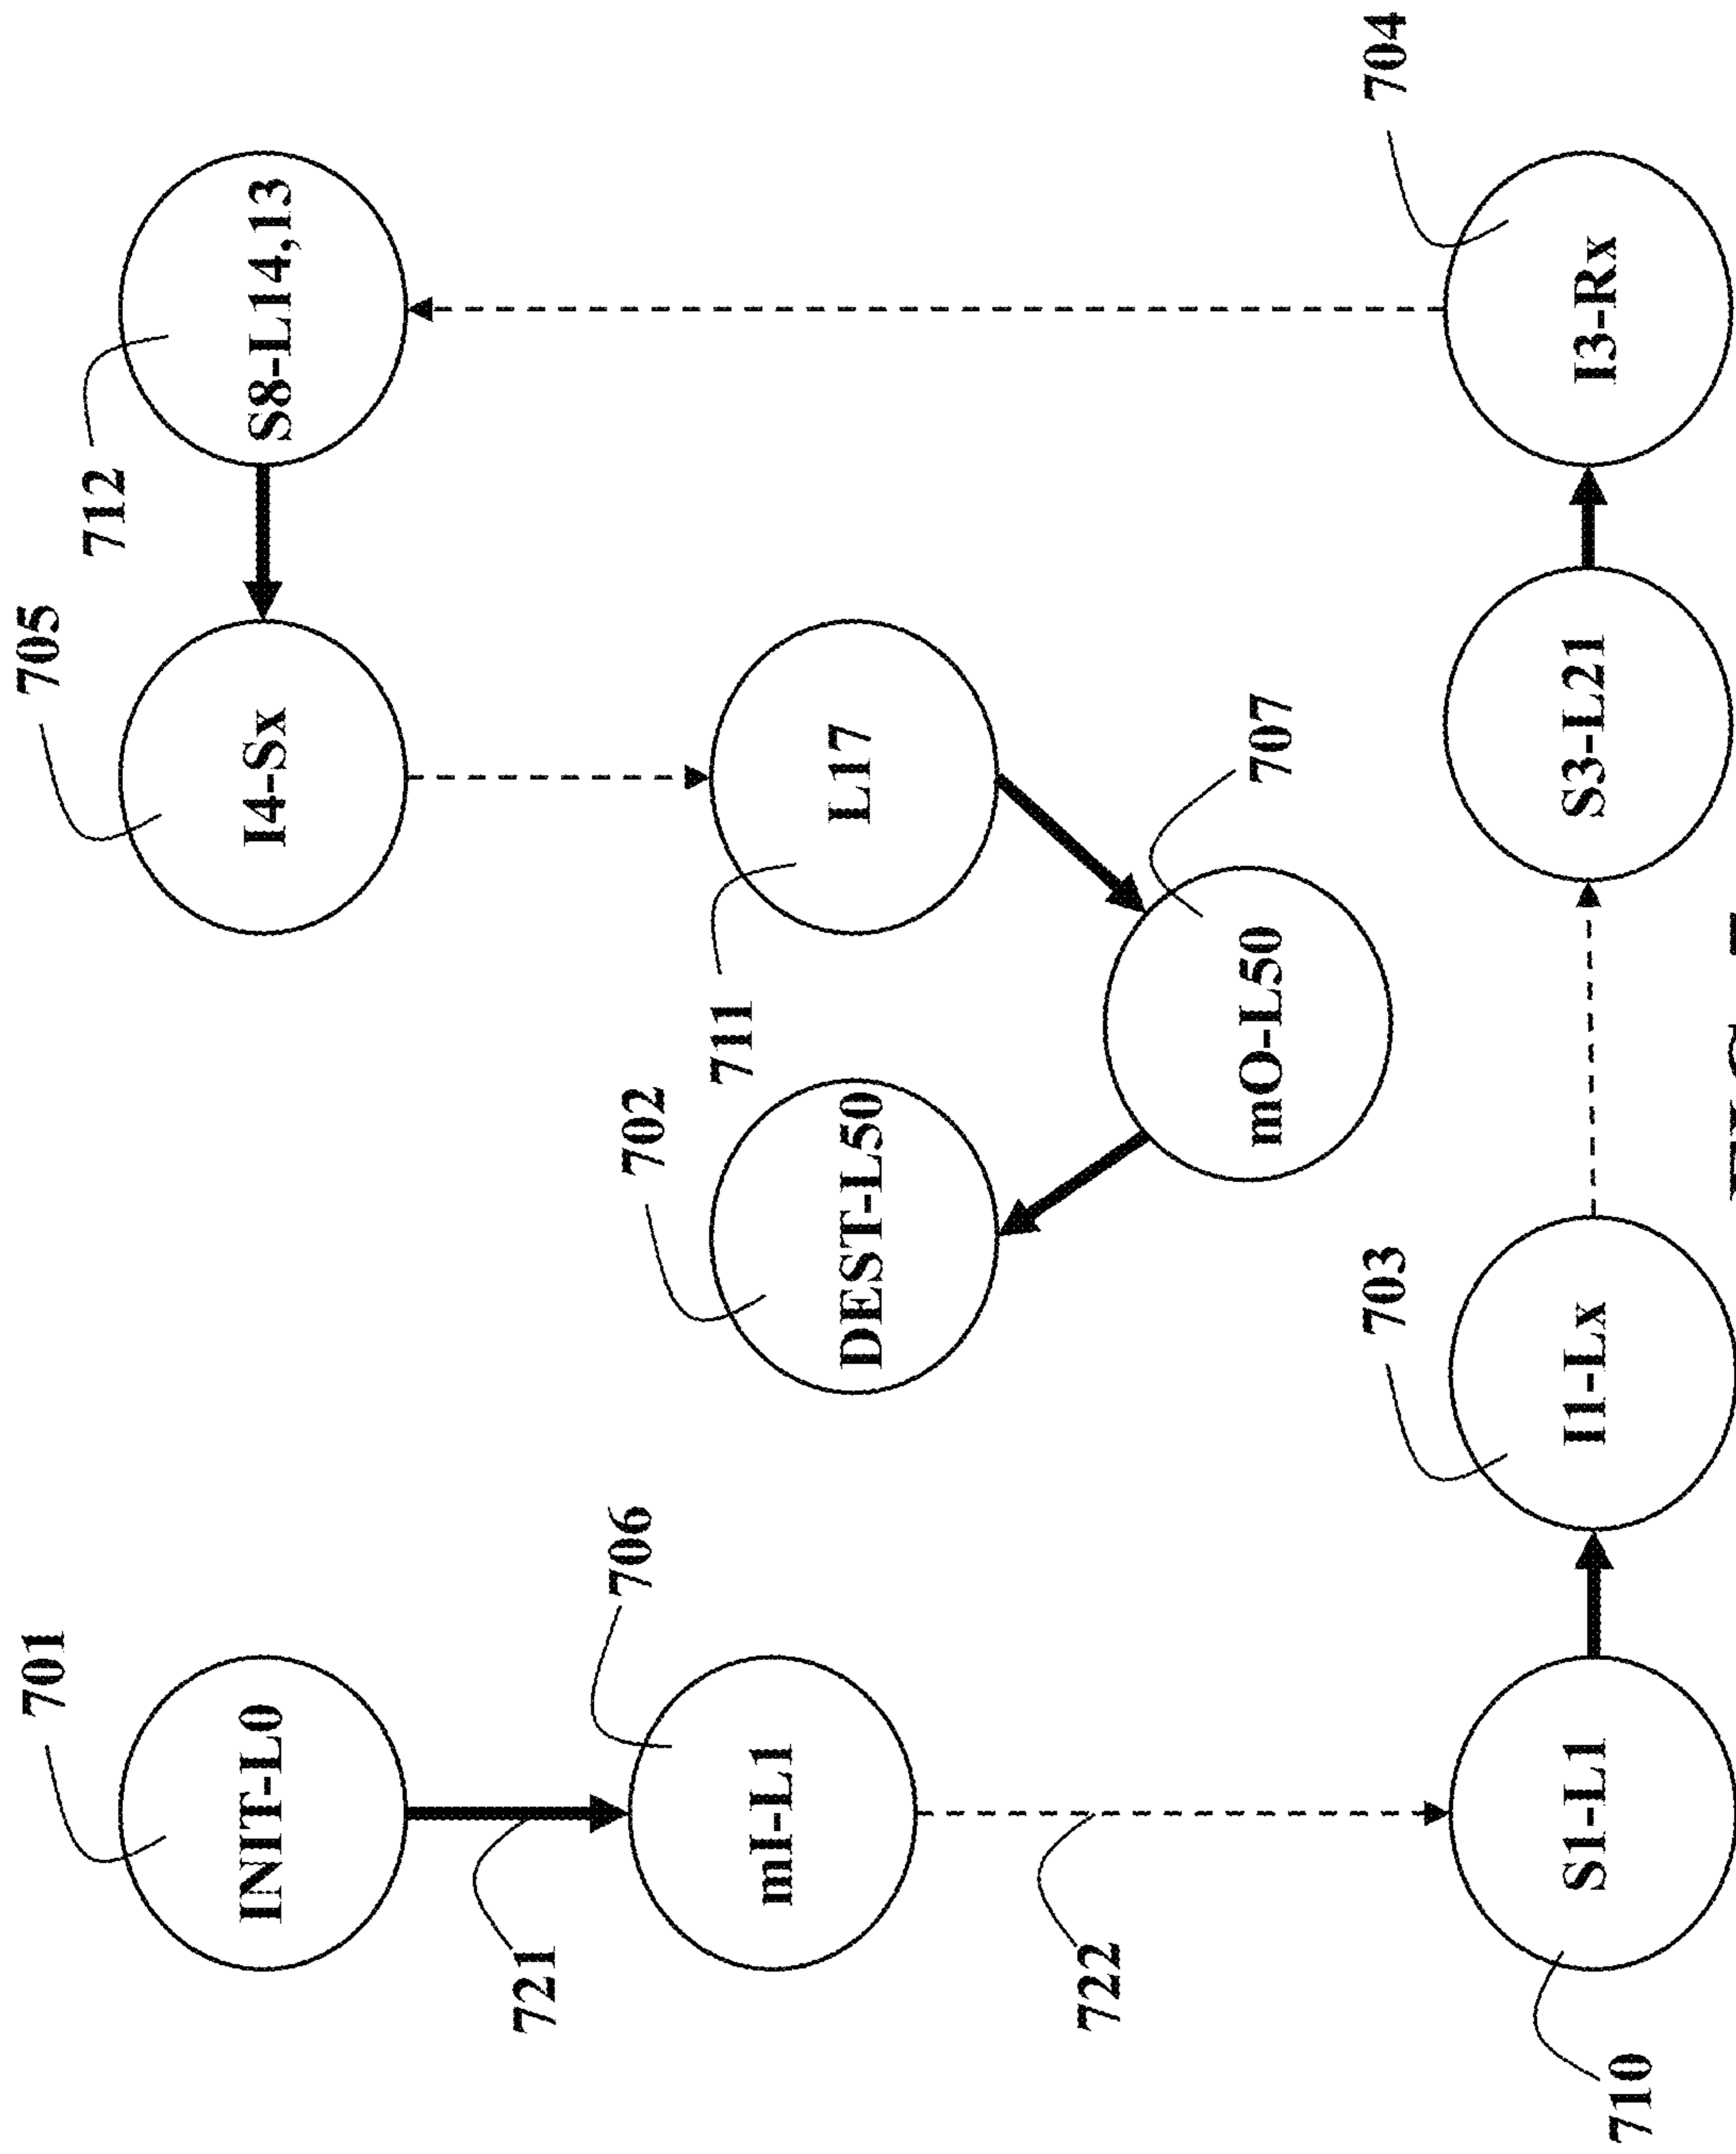 701
705
712
INIT-L0
I4-Sx
S8-L14,13
721
706
702
711
mI-L1
DEST-L50
L17
722
mO-L50
707
703
704
S1-L1
I1-Lx
S3-L21
I3-Rx
710